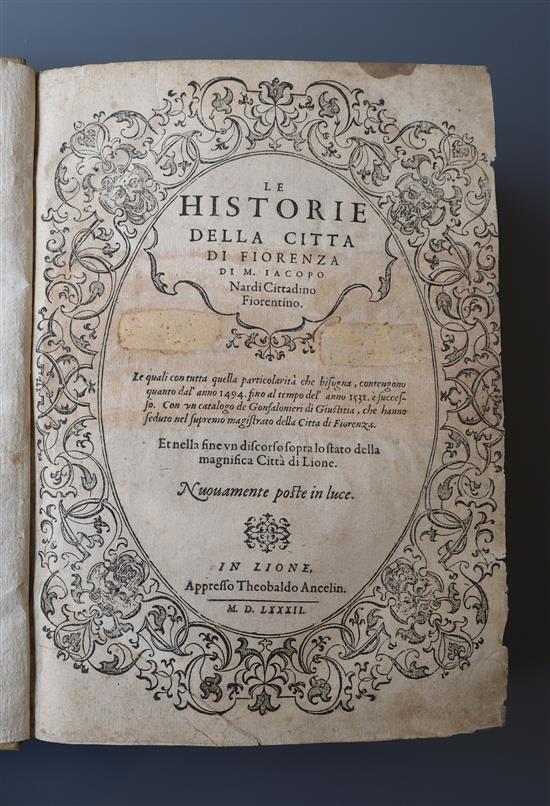 LE
HISTORIE
DELLA CITTA
DI FIORENZA
DI M. IACOPO
Nardi Cittadino
Fiorentino.
Le quali con tutta quella particolarità che bisogna, contengono
quanto dal' anno 1494. fino al tempo del' anno 1531. è succes-
so. Con vn catalogo de Gonfalonieri di Giustitia, che hanno
seduto nel supremo magistrato della Citta di Fiorenza.
Et nella fine vn discorso sopra lo stato della
magnifica Città di Lione.
Nuouamente poste in luce.
IN LIONE,
Appresso Theobaldo Ancelin.
M. D. LXXXII.